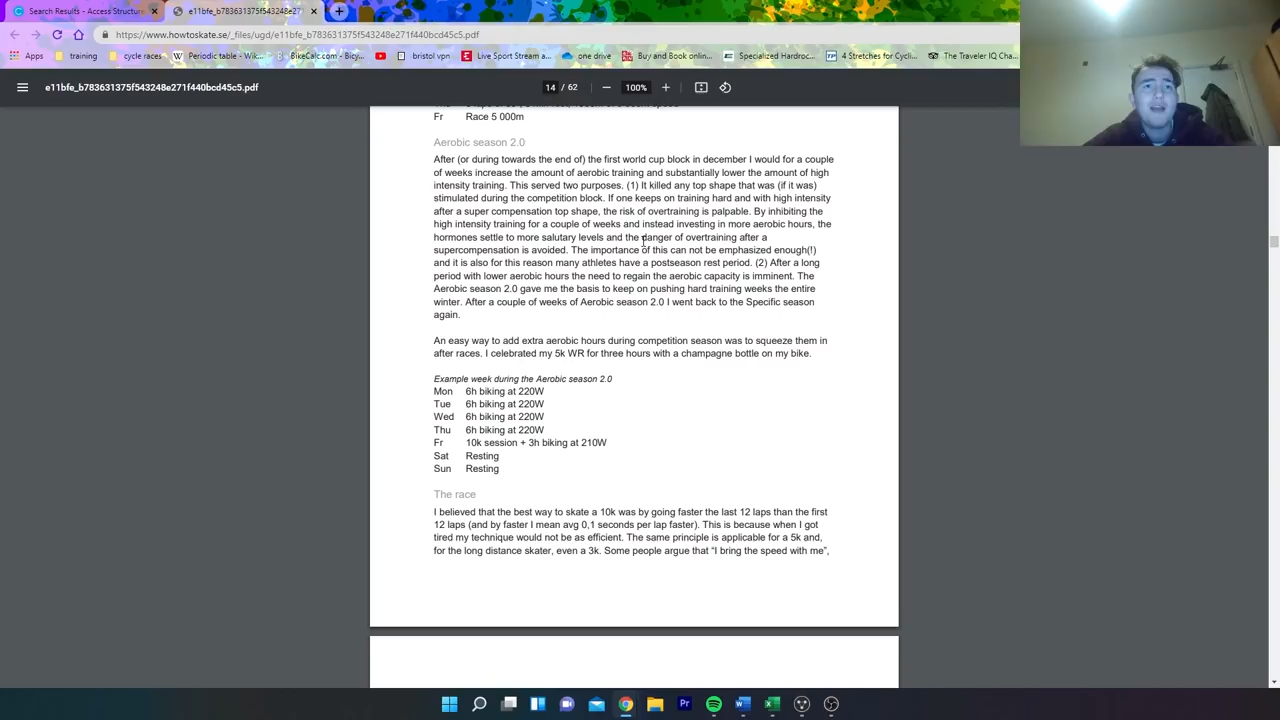 Search Results - Access Structure
e11bfe_b783631375f543248e271
https://www.howtoskate.se/_files/ugd/e11bfe_b783631375f543248e271f440bcd45c5.pdf
Apps training cycle races Periodic table - Wik... BikeCalc.com - Bicy... Live Sport Stream a... one drive Buy and Book onlin... Specialized Hardroc... 4 Stretches for Cycli... The Traveler IQ Cha...
e11bfe_b783631375f543248e271f440bcd45c5.pdf
14 / 62
100%
Fr Race 5 000m
Aerobic season 2.0
After (or during towards the end of) the first world cup block in december I would for a couple
of weeks increase the amount of aerobic training and substantially lower the amount of high
intensity training. This served two purposes. (1) It killed any top shape that was (if it was)
stimulated during the competition block. If one keeps on training hard and with high intensity
after a super compensation top shape, the risk of overtraining is palpable. By inhibiting the
high intensity training for a couple of weeks and instead investing in more aerobic hours, the
hormones settle to more salutary levels and the danger of overtraining after a
supercompensation is avoided. The importance of this can not be emphasized enough(!)
and it is also for this reason many athletes have a postseason rest period. (2) After a long
period with lower aerobic hours the need to regain the aerobic capacity is imminent. The
Aerobic season 2.0 gave me the basis to keep on pushing hard training weeks the entire
winter. After a couple of weeks of Aerobic season 2.0 I went back to the Specific season
again.
An easy way to add extra aerobic hours during competition season was to squeeze them in
after races. I celebrated my 5k WR for three hours with a champagne bottle on my bike.
Example week during the Aerobic season 2.0
Mon 6h biking at 220W
Tue 6h biking at 220W
Wed 6h biking at 220W
Thu 6h biking at 220W
Fr 10k session + 3h biking at 210W
Sat Resting
Sun Resting
The race
I believed that the best way to skate a 10k was by going faster the last 12 laps than the first
12 laps (and by faster I mean avg 0,1 seconds per lap faster). This is because when I got
tired my technique would not be as efficient. The same principle is applicable for a 5k and,
for the long distance skater, even a 3k. Some people argue that “I bring the speed with me”,